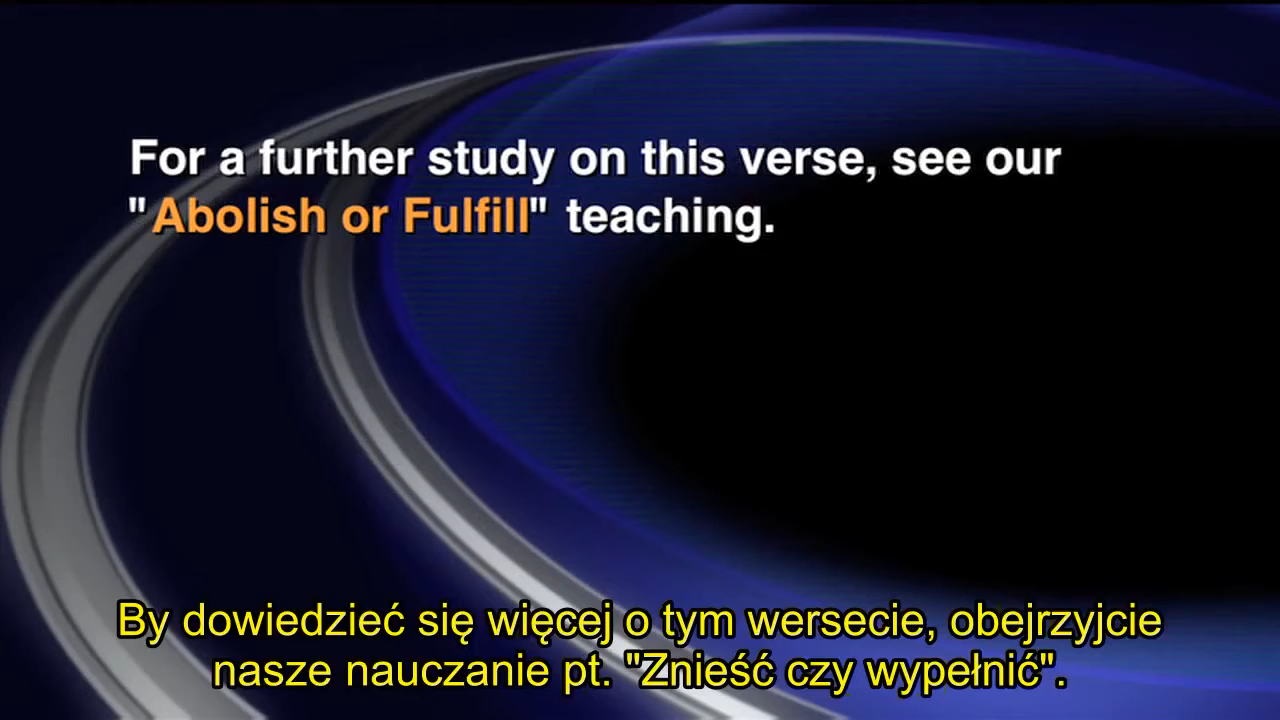 For a further study on this verse, see our
"Abolish or Fulfill" teaching.
By dowiedzieć się więcej o tym wersecie, obejrzyjcie
nasze nauczanie pt. "Znieść czy wypełnić".